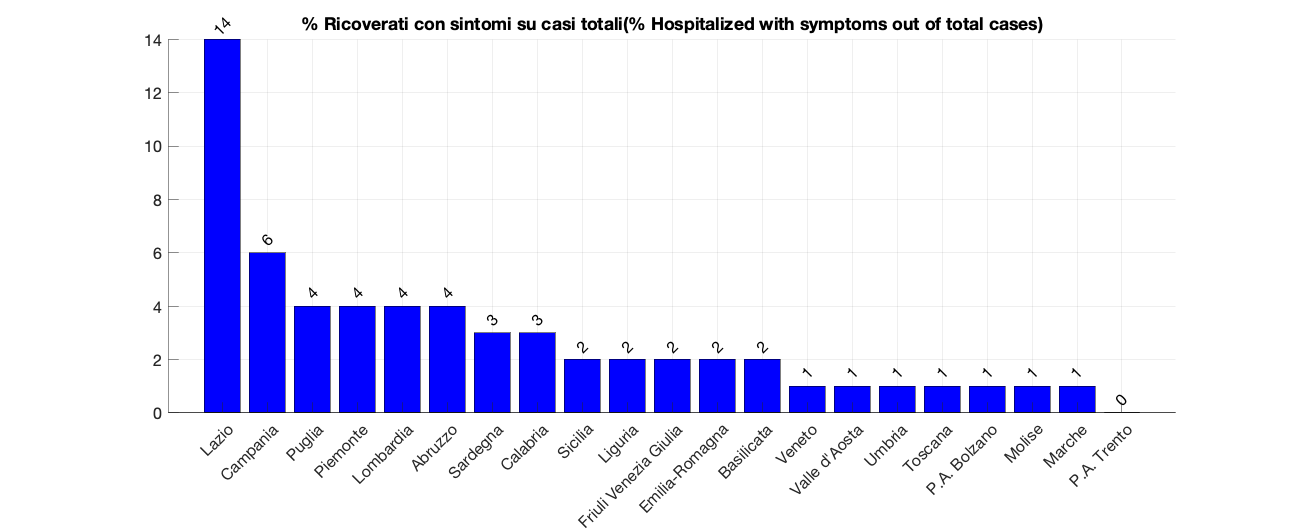 % Ricoverati con sintomi su casi totali(% Hospitalized with symptoms out of total cases)
14
12
10
8
6
4
2
0
14
6
4
4
4
4
3
3
2
2
2
2
2
1
1
1
1
1
1
1
0
Lazio
Campania
Puglia
Piemonte
Lombardia
Abruzzo
Sardegna
Calabria
Sicilia
Liguria
Friuli Venezia Giulia
Emilia-Romagna
Basilicata
Veneto
Valle d'Aosta
Umbria
Toscana
P.A. Bolzano
Molise
Marche
P.A. Trento